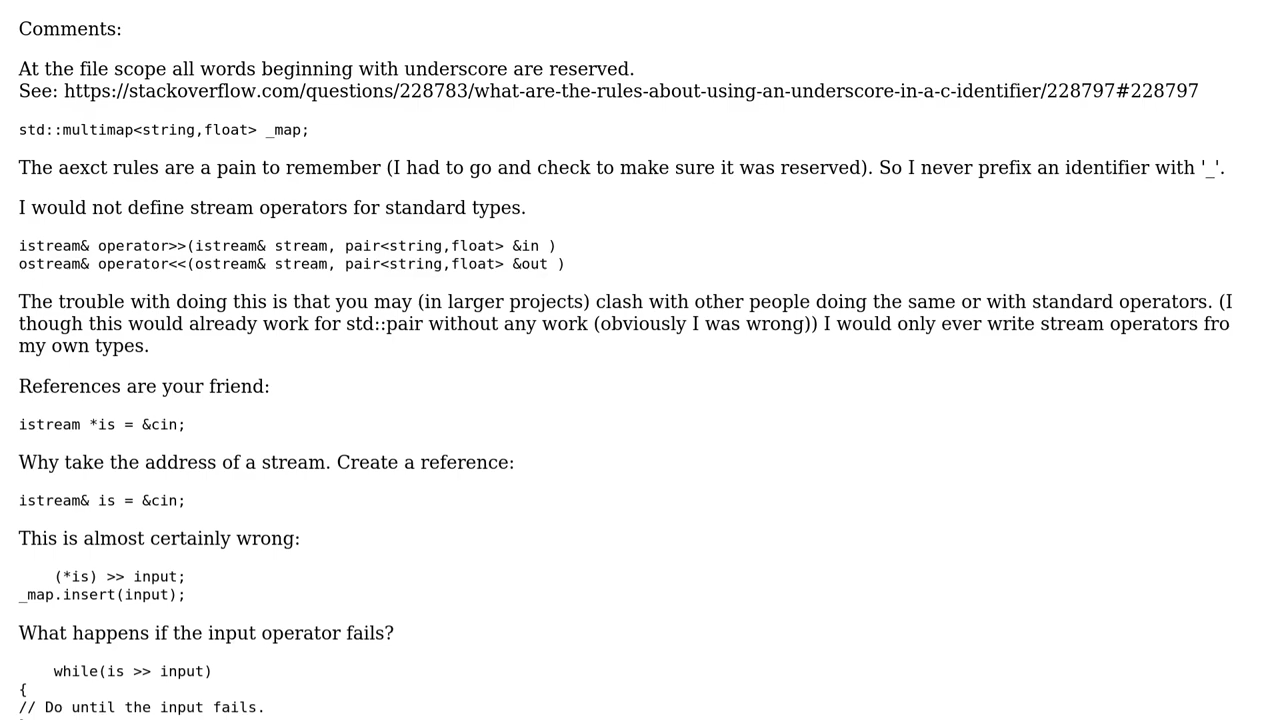 Comments:
At the file scope all words beginning with underscore are reserved.
See: https://stackoverflow.com/questions/228783/what-are-the-rules-about-using-an-underscore-in-a-c-identifier/228797#228797
std::multimap<string,float> _map;
The aexct rules are a pain to remember (I had to go and check to make sure it was reserved). So I never prefix an identifier with '_'.
I would not define stream operators for standard types.
istream& operator>>(istream& stream, pair<string,float> &in )
ostream& operator<<(ostream& stream, pair<string,float> &out )
The trouble with doing this is that you may (in larger projects) clash with other people doing the same or with standard operators. (I
though this would already work for std::pair without any work (obviously I was wrong)) I would only ever write stream operators fro
my own types.
References are your friend:
istream *is = &cin;
Why take the address of a stream. Create a reference:
istream& is = &cin;
This is almost certainly wrong:
    (*is) >> input;
_map.insert(input);
What happens if the input operator fails?
    while(is >> input)
{
// Do until the input fails.